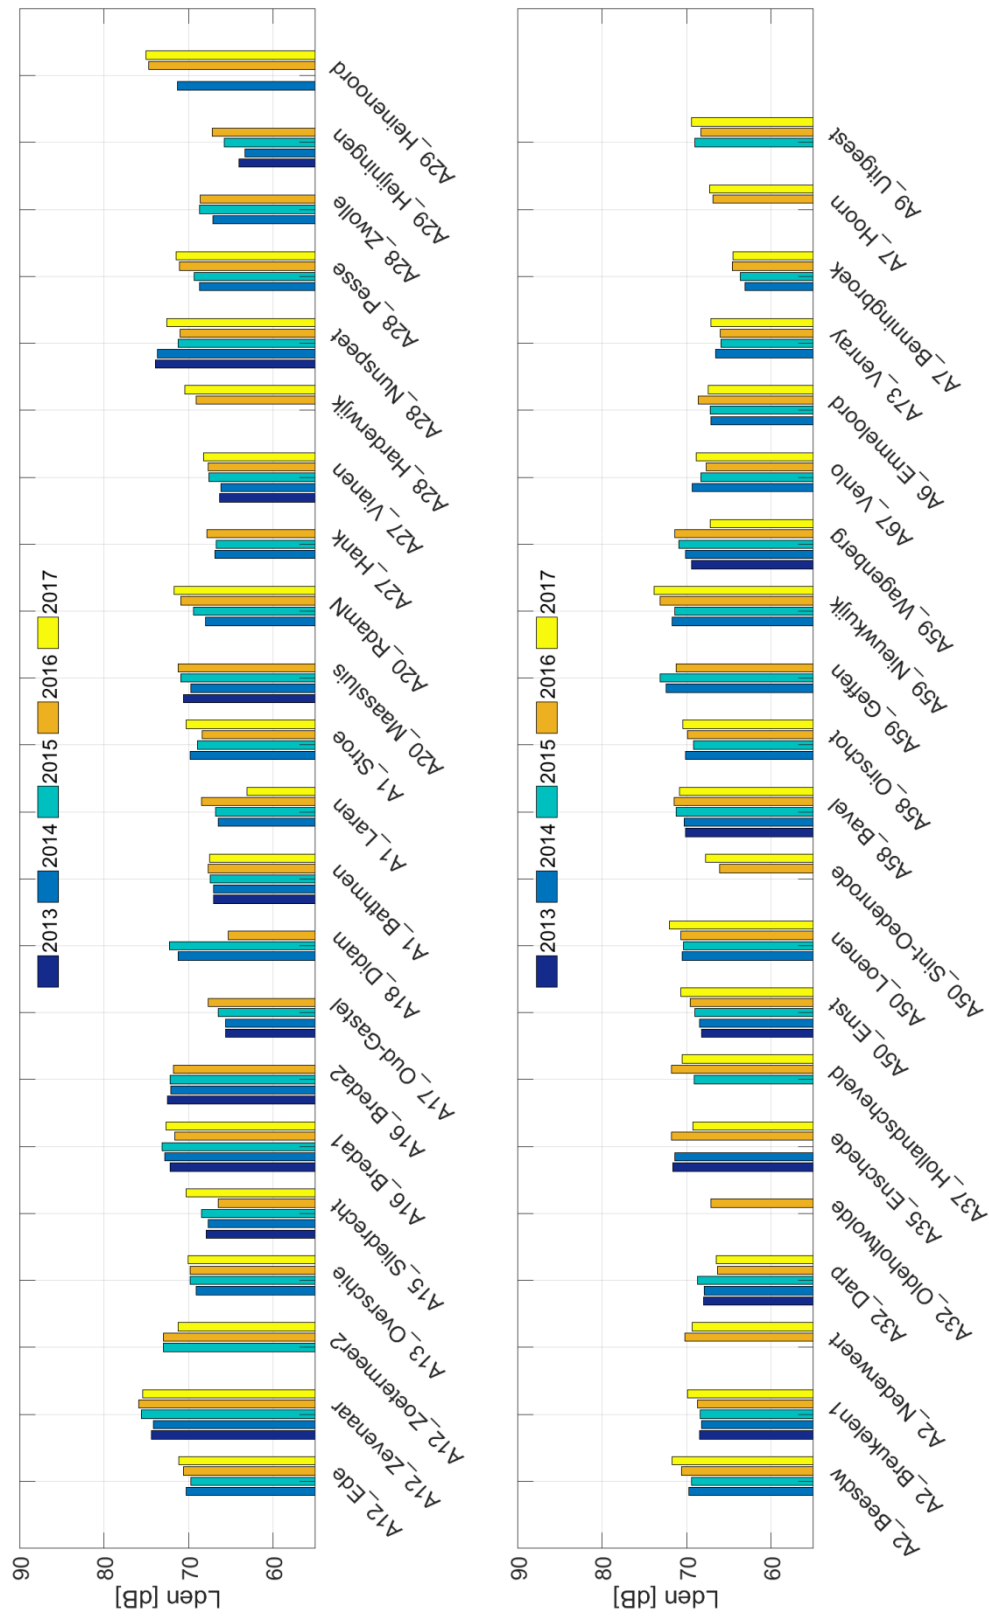 90
80
70
60
Lden [dB]
2013 2014 2015 2016 2017
A12_Ede
A12_Zevenaar
A12_Zoetermeer2
A13_Overschie
A15_Sliedrecht
A16_Breda1
A16_Breda2
A17_Oud-Gastel
A18_Didam
A1_Bathmen
A1_Laren
A1_Stroe
A20_Maassluis
A20_RdamN
A27_Hank
A27_Vianen
A28_Harderwijk
A28_Nunspeet
A28_Pesse
A28_Zwolle
A29_Heijningen
A29_Heinenoord
90
80
70
60
Lden [dB]
2013 2014 2015 2016 2017
A2_Beesdw
A2_Breukelen1
A2_Nederweert
A32_Darp
A32_Oldeholtwolde
A35_Enschede
A37_Hollandscheveld
A50_Ernst
A50_Loenen
A50_Sint-Oedenrode
A58_Bavel
A58_Oirschot
A59_Geffen
A59_Nieuwkuijk
A59_Wagenberg
A67_Venlo
A6_Emmeloord
A73_Venray
A7_Benningbroek
A7_Hoorn
A9_Uitgeest